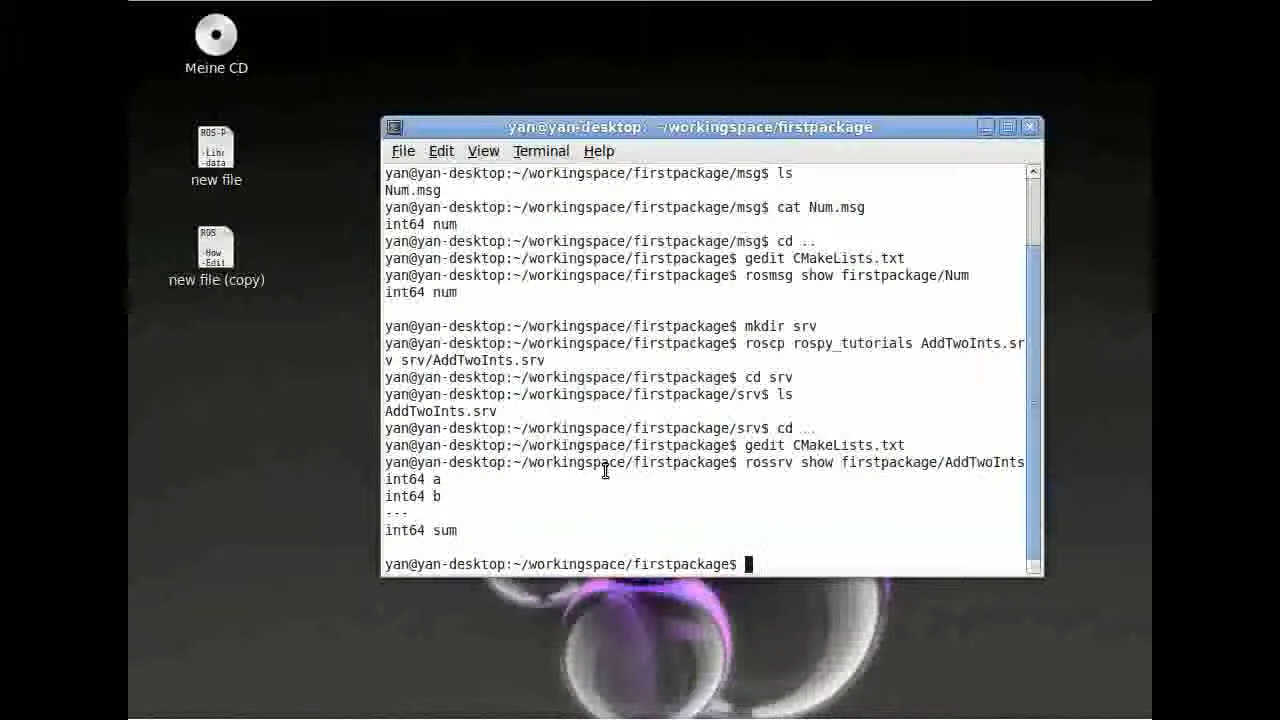 Meine CD
ROS-P
-Libr
-data
new file
ROS
-How
-Edit
new file (copy)
yan@yan-desktop: ~/workingspace/firstpackage
File Edit View Terminal Help
yan@yan-desktop:~/workingspace/firstpackage/msg$ ls
Num.msg
yan@yan-desktop:~/workingspace/firstpackage/msg$ cat Num.msg
int64 num
yan@yan-desktop:~/workingspace/firstpackage/msg$ cd ..
yan@yan-desktop:~/workingspace/firstpackage$ gedit CMakeLists.txt
yan@yan-desktop:~/workingspace/firstpackage$ rosmsg show firstpackage/Num
int64 num
yan@yan-desktop:~/workingspace/firstpackage$ mkdir srv
yan@yan-desktop:~/workingspace/firstpackage$ roscp rospy_tutorials AddTwoInts.sr
v srv/AddTwoInts.srv
yan@yan-desktop:~/workingspace/firstpackage$ cd srv
yan@yan-desktop:~/workingspace/firstpackage/srv$ ls
AddTwoInts.srv
yan@yan-desktop:~/workingspace/firstpackage/srv$ cd ..
yan@yan-desktop:~/workingspace/firstpackage$ gedit CMakeLists.txt
yan@yan-desktop:~/workingspace/firstpackage$ rossrv show firstpackage/AddTwoInts
int64 a
int64 b
---
int64 sum
yan@yan-desktop:~/workingspace/firstpackage$